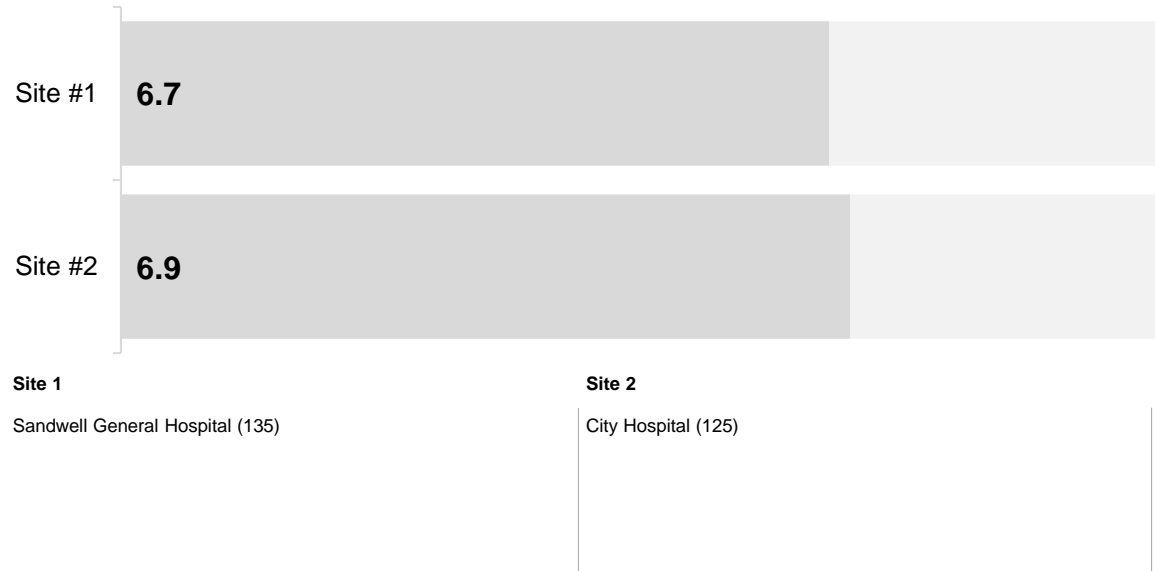 Site #1 6.7
Site #2 6.9
Site 1
Sandwell General Hospital (135)
Site 2
City Hospital (125)